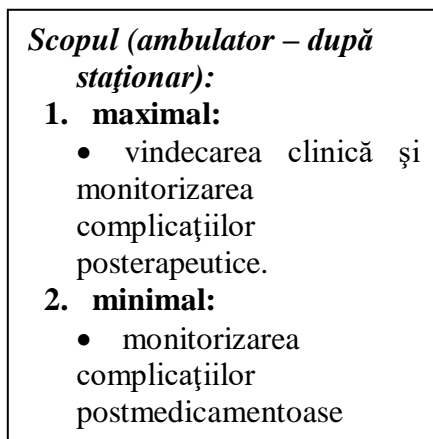 Scopul (ambulator – după
staţionar):
1. maximal:
• vindecarea clinică şi
monitorizarea
complicaţiilor
posterapeutice.
2. minimal:
• monitorizarea
complicaţiilor
postmedicamentoase